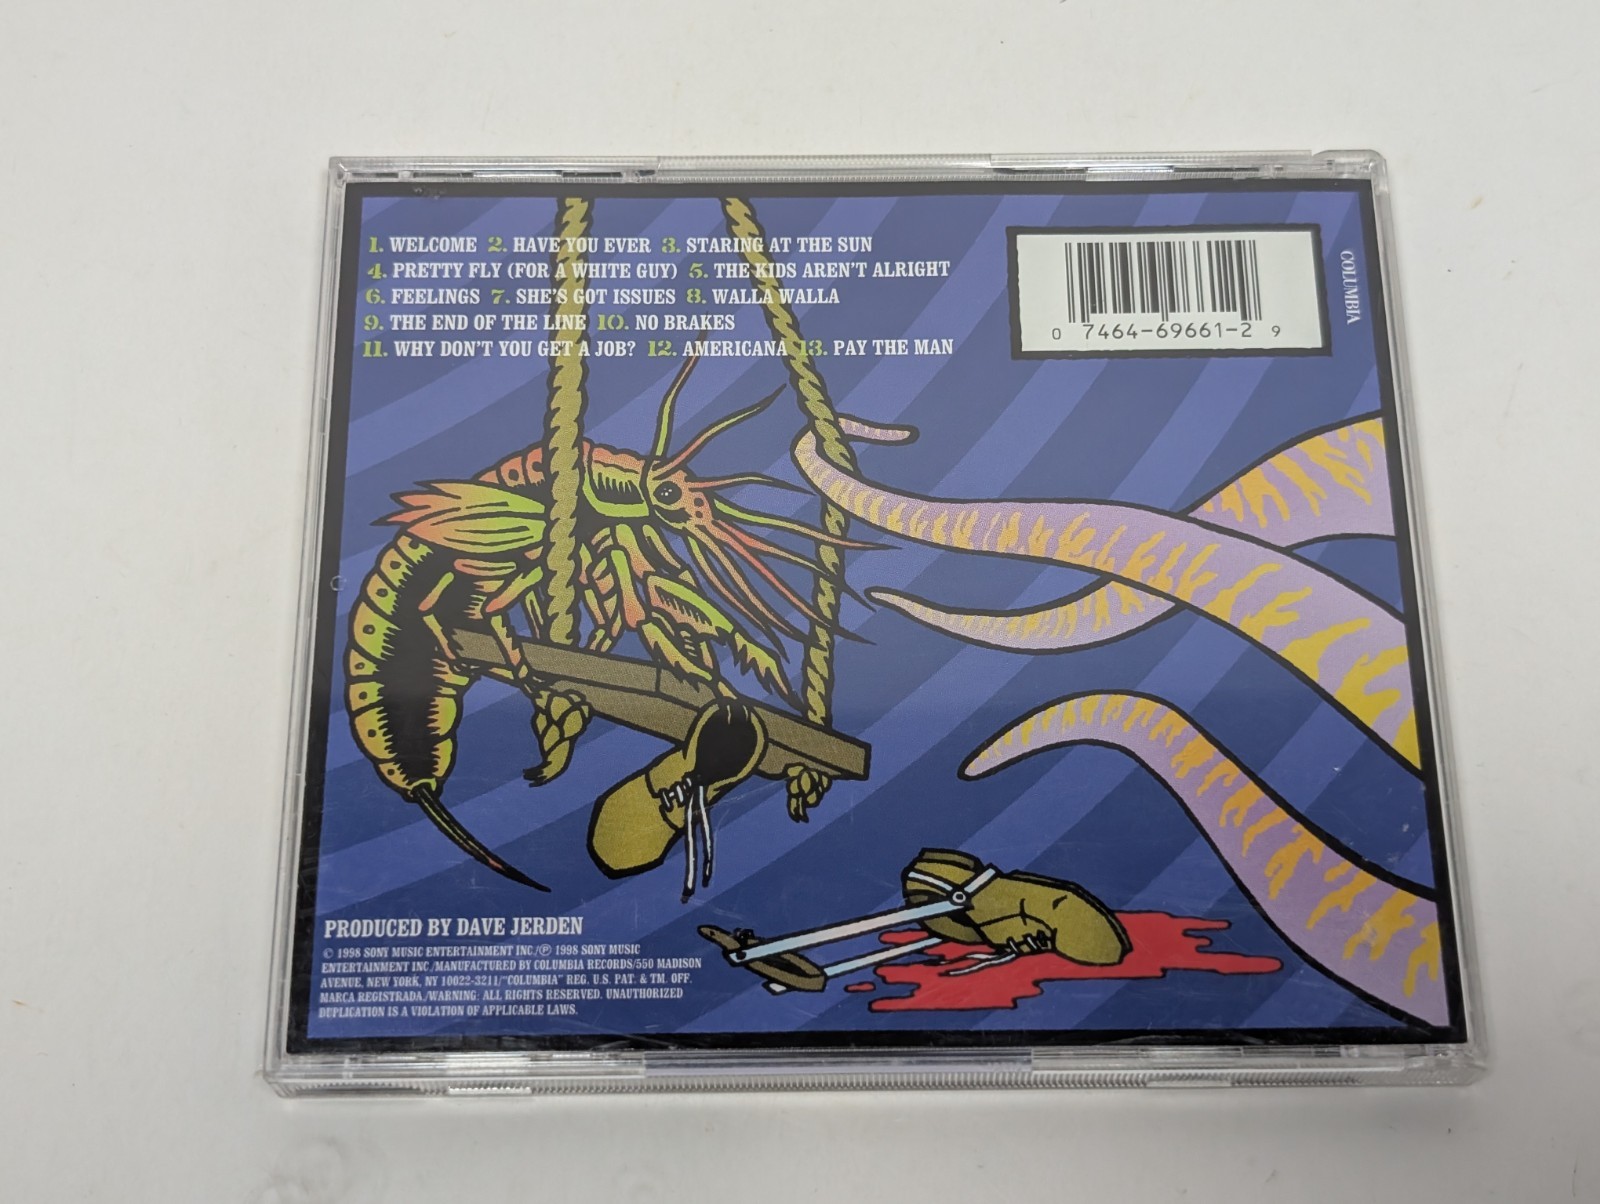 1. WELCOME 2. HAVE YOU EVER 3. STARING AT THE SUN
4. PRETTY FLY (FOR A WHITE GUY) 5. THE KIDS AREN'T ALRIGHT
6. FEELINGS 7. SHE'S GOT ISSUES 8. WALLA WALLA
9. THE END OF THE LINE 10. NO BRAKES
11. WHY DON'T YOU GET A JOB? 12. AMERICANA 13. PAY THE MAN
0 7464-69661-2 9
COLUMBIA
PRODUCED BY DAVE JERDEN
© 1998 SONY MUSIC ENTERTAINMENT INC./℗ 1998 SONY MUSIC
ENTERTAINMENT INC./MANUFACTURED BY COLUMBIA RECORDS/550 MADISON
AVENUE, NEW YORK, NY 10022-3211/"COLUMBIA" REG. U.S. PAT. & TM. OFF.
MARCA REGISTRADA./WARNING: ALL RIGHTS RESERVED. UNAUTHORIZED
DUPLICATION IS A VIOLATION OF APPLICABLE LAWS.